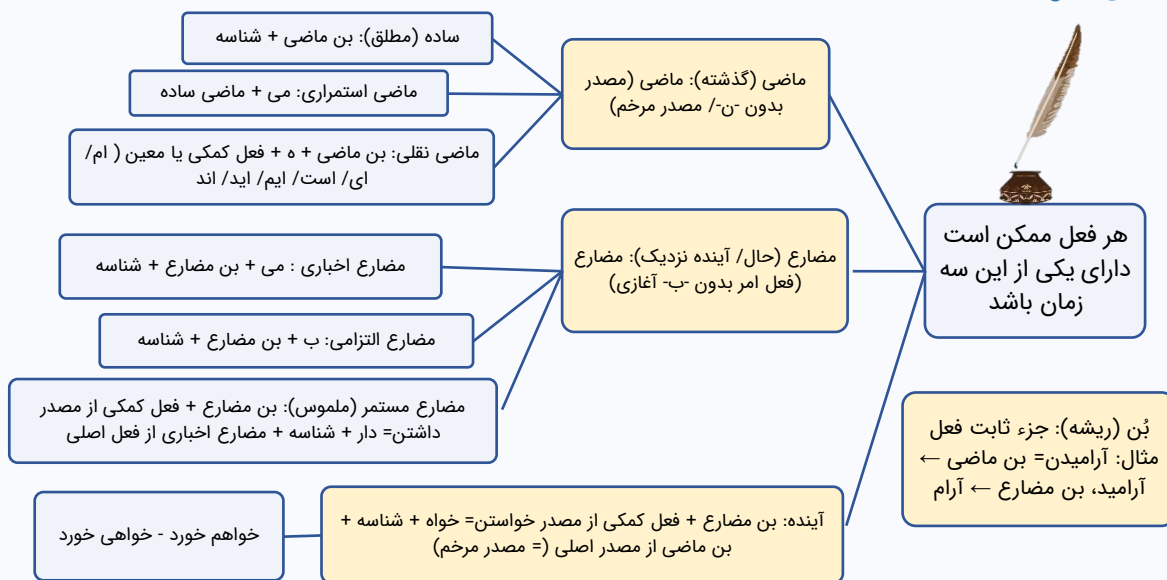 هر فعل ممکن است
دارای یکی از این سه
زمان باشد
ماضی (گذشته): ماضی (مصدر
بدون -ن-/ مصدر مرخم)
ساده (مطلق): بن ماضی + شناسه
ماضی استمراری: می + ماضی ساده
ماضی نقلی: بن ماضی + ه + فعل کمکی یا معین ( ام/
ای/ است/ ایم/ اید/ اند
مضارع (حال/ آینده نزدیک): مضارع
(فعل امر بدون -ب- آغازی)
مضارع اخباری : می + بن مضارع + شناسه
مضارع التزامی: ب + بن مضارع + شناسه
مضارع مستمر (ملموس): بن مضارع + فعل کمکی از مصدر
داشتن= دار + شناسه + مضارع اخباری از فعل اصلی
آینده: بن مضارع + فعل کمکی از مصدر خواستن= خواه + شناسه +
بن ماضی از مصدر اصلی (= مصدر مرخم)
خواهم خورد - خواهی خورد
بُن (ریشه): جزء ثابت فعل
مثال: آرامیدن= بن ماضی ←
آرامید، بن مضارع ← آرام